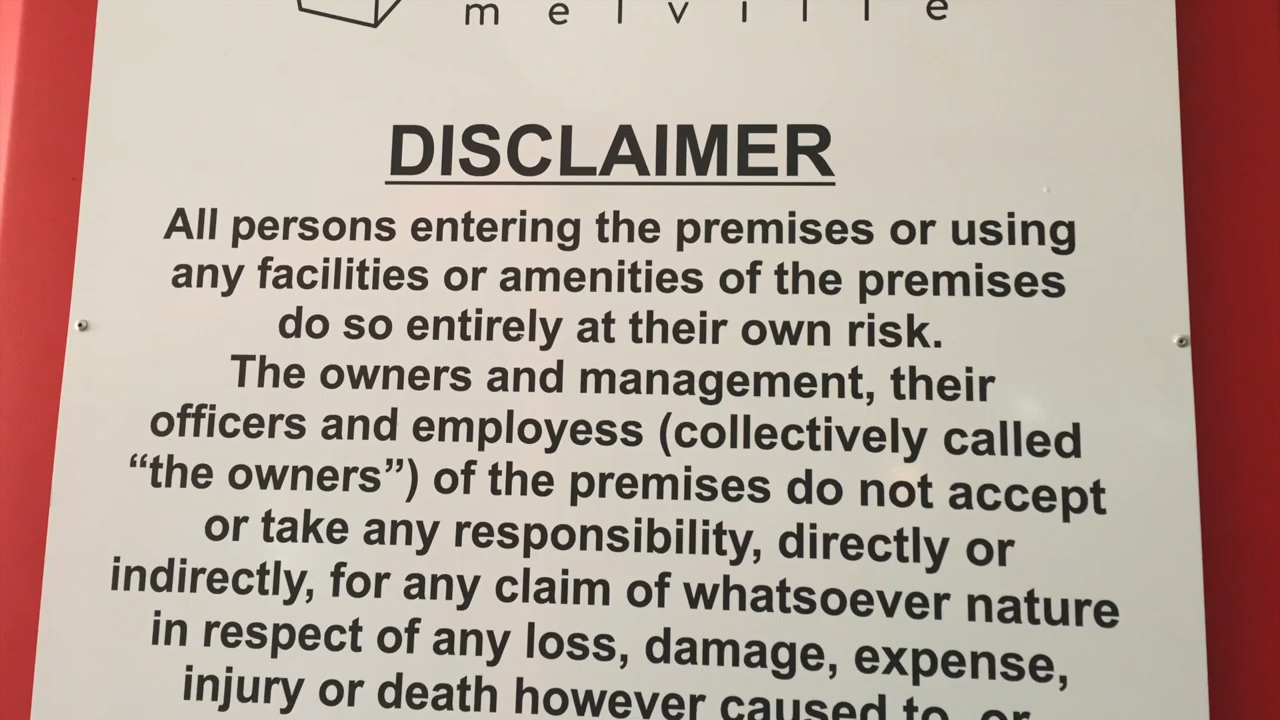 melville
DISCLAIMER
All persons entering the premises or using
any facilities or amenities of the premises
do so entirely at their own risk.
The owners and management, their
officers and employess (collectively called
“the owners”) of the premises do not accept
or take any responsibility, directly or
indirectly, for any claim of whatsoever nature
in respect of any loss, damage, expense,
injury or death however caused to, or